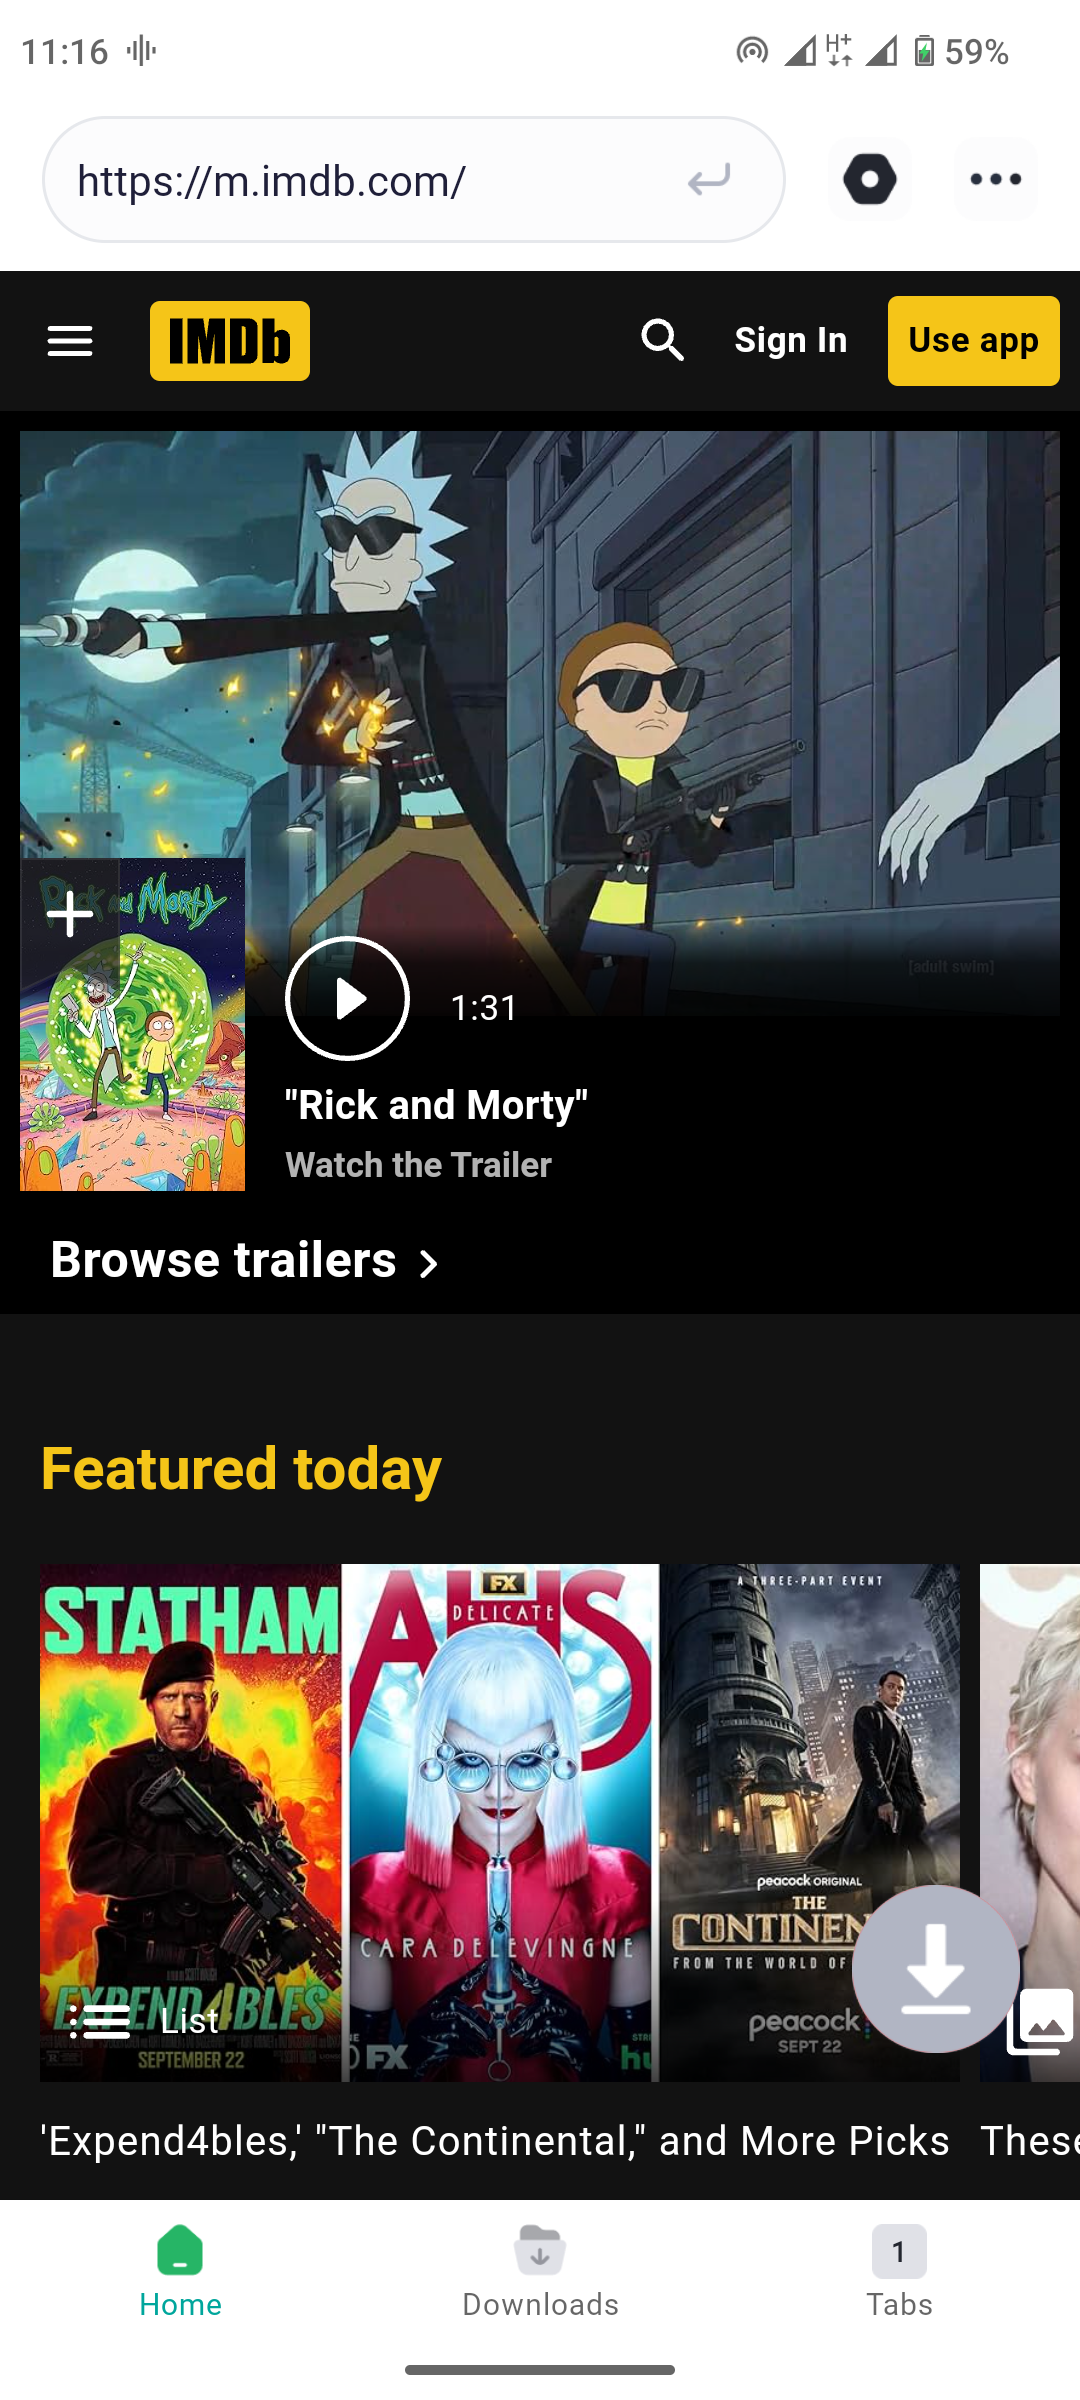 11:16
H+
59%
https://m.imdb.com/
IMDb
Sign In
Use app
[adult swim]
Rick and Morty
1:31
"Rick and Morty"
Watch the Trailer
Browse trailers
Featured today
STATHAM
EXPEND4BLES
SEPTEMBER 22
R
FX
AHS
DELICATE
CARA DELEVINGNE
FX
A THREE-PART EVENT
peacock ORIGINAL
THE
CONTINEN
FROM THE WORLD OF
peacock
SEPT 22
List
'Expend4bles,' "The Continental," and More Picks
These
Home
Downloads
1
Tabs